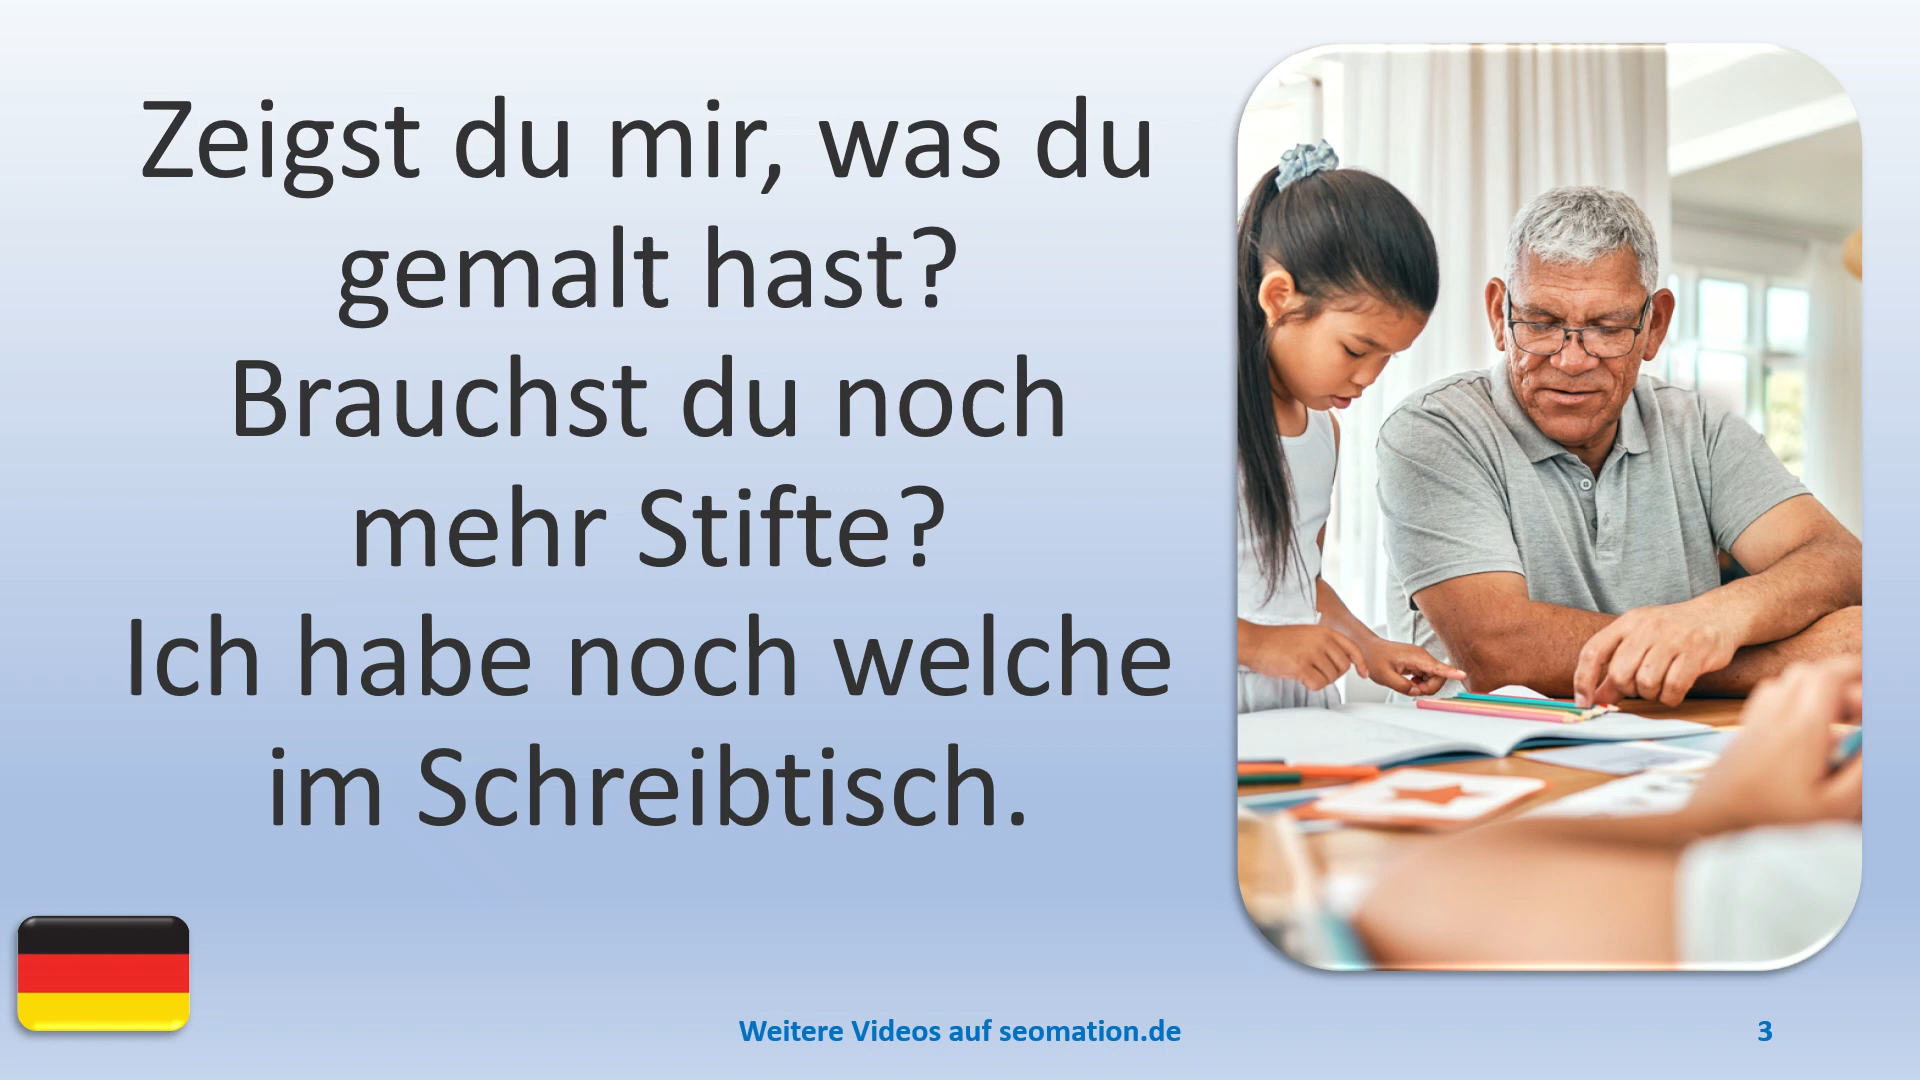 Zeigst du mir, was du
gemalt hast?
Brauchst du noch
mehr Stifte?
Ich habe noch welche
im Schreibtisch.
Weitere Videos auf seomation.de
3